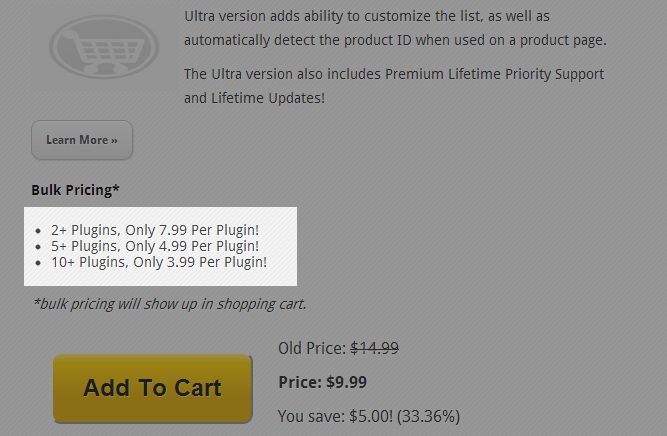 Ultra version adds ability to customize the list, as well as
automatically detect the product ID when used on a product page.
The Ultra version also includes Premium Lifetime Priority Support
and Lifetime Updates!
Learn More »
Bulk Pricing*
• 2+ Plugins, Only 7.99 Per Plugin!
• 5+ Plugins, Only 4.99 Per Plugin!
• 10+ Plugins, Only 3.99 Per Plugin!
*bulk pricing will show up in shopping cart.
Old Price: $14.99
Add To Cart
Price: $9.99
You save: $5.00! (33.36%)